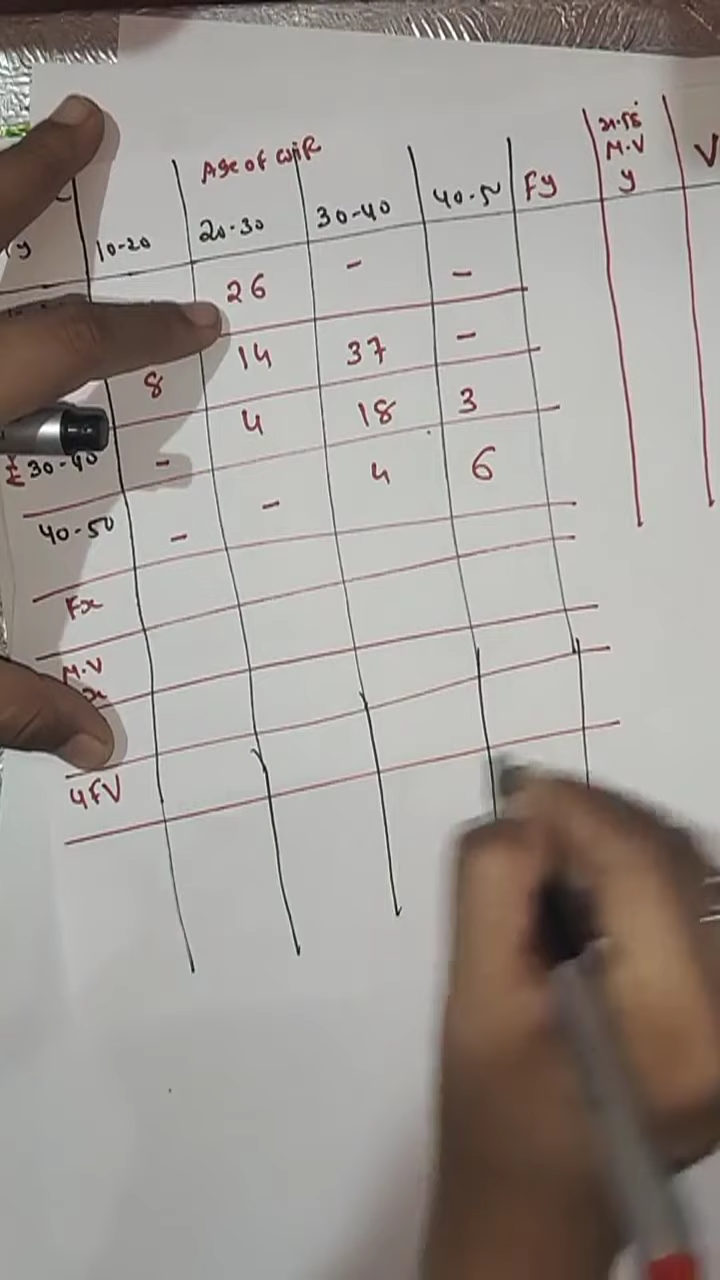 Age of wife
y 10-20 20-30 30-40 40-50 Fy M.V y V
26 - -
8 14 37 -
30-40 - 4 18 3
40-50 - - 4 6
Fx
M.V
x
4FV